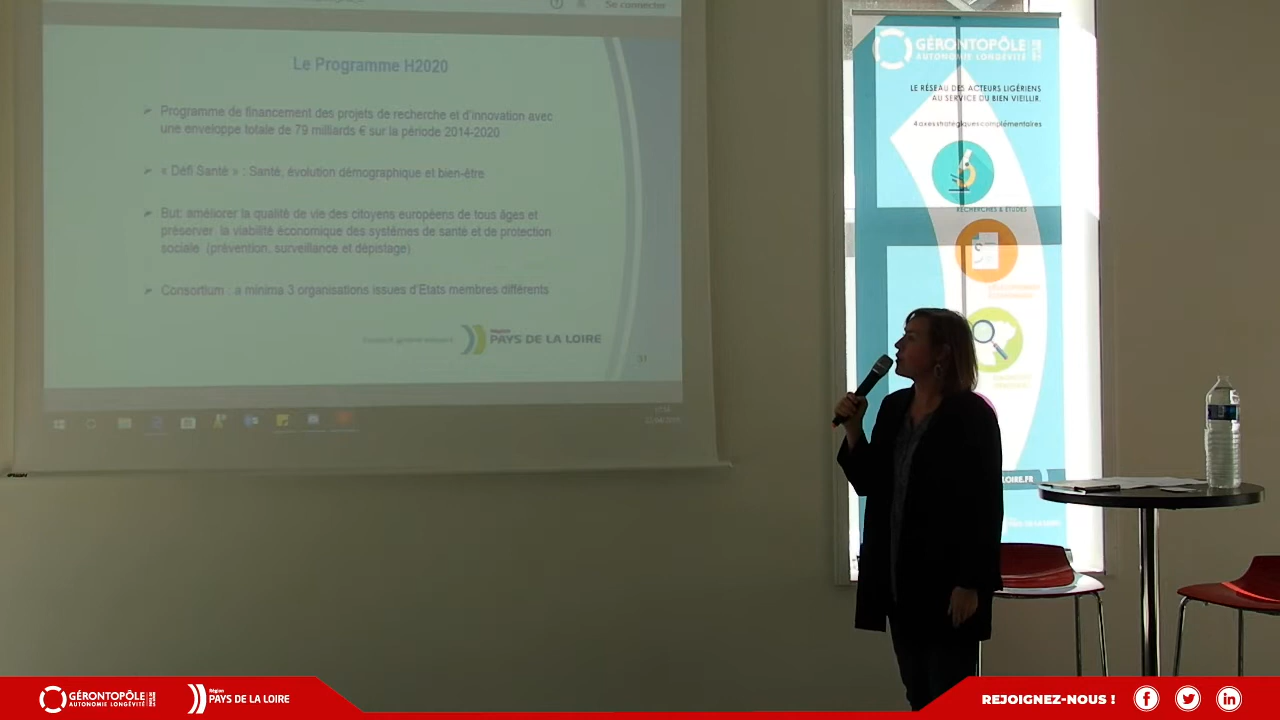 Se connecter
Le Programme H2020
Programme de financement des projets de recherche et d'innovation avec
une enveloppe totale de 79 milliards € sur la période 2014-2020
« Défi Santé » : Santé, évolution démographique et bien-être
But: améliorer la qualité de vie des citoyens européens de tous âges et
préserver la viabilité économique des systèmes de santé et de protection
sociale (prévention, surveillance et dépistage)
Consortium : a minima 3 organisations issues d'Etats membres différents
Région
PAYS DE LA LOIRE
31
GÉRONTOPÔLE
AUTONOMIE LONGÉVITÉ
LE RÉSEAU DES ACTEURS LIGÉRIENS
AU SERVICE DU BIEN VIEILLIR.
4 axes stratégiques complémentaires
RECHERCHES & ÉTUDES
LOIRE.FR
GÉRONTOPÔLE
AUTONOMIE LONGÉVITÉ
Région
PAYS DE LA LOIRE
REJOIGNEZ-NOUS !